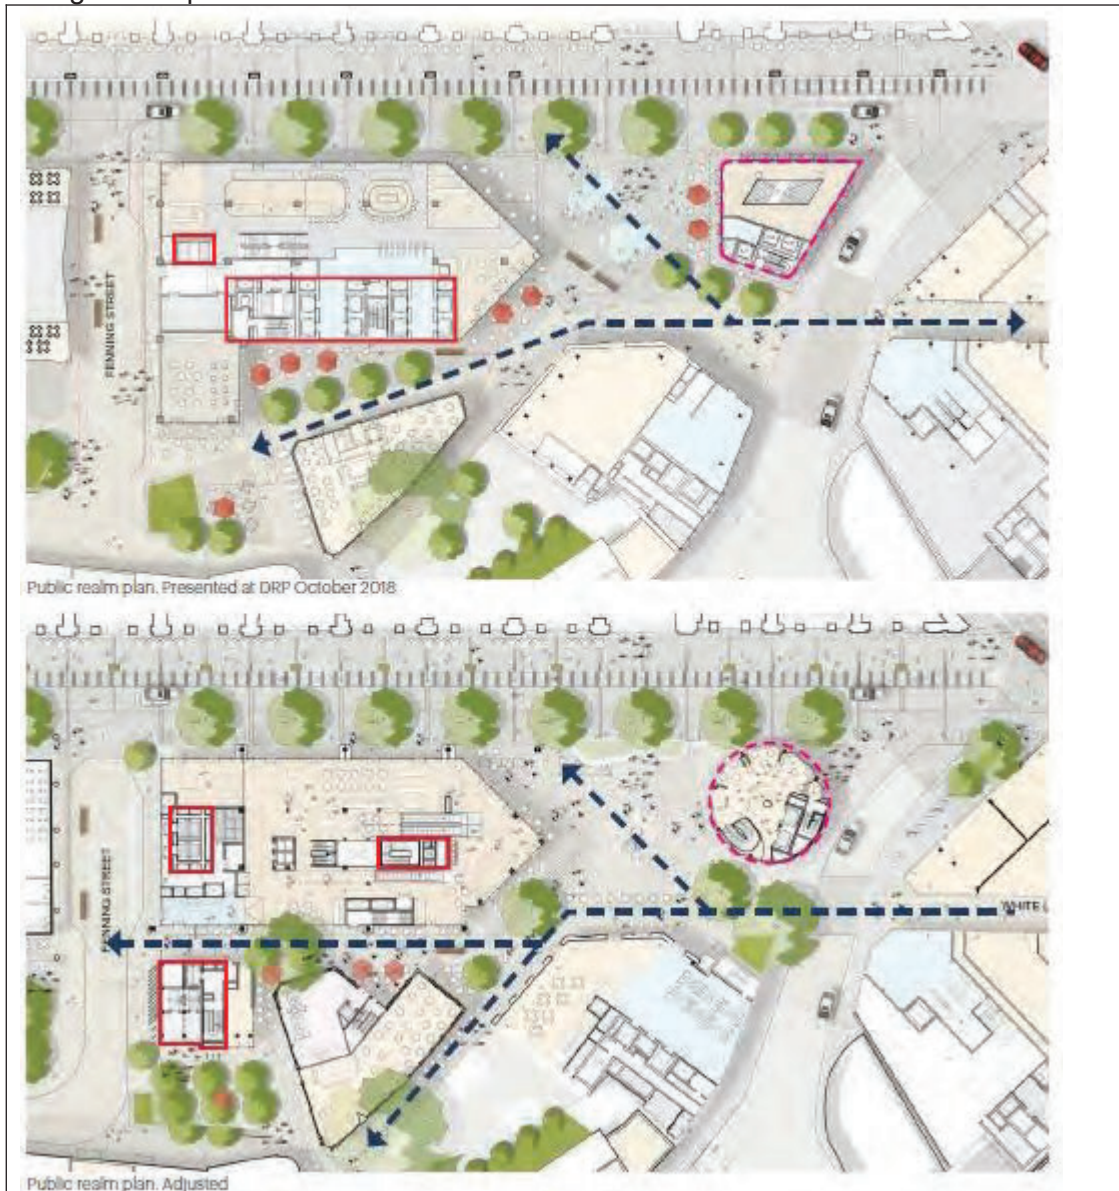 FENNING STREET
Public realm plan. Presented at DRP October 2018
FENNING STREET
WHITE
Public realm plan. Adjusted